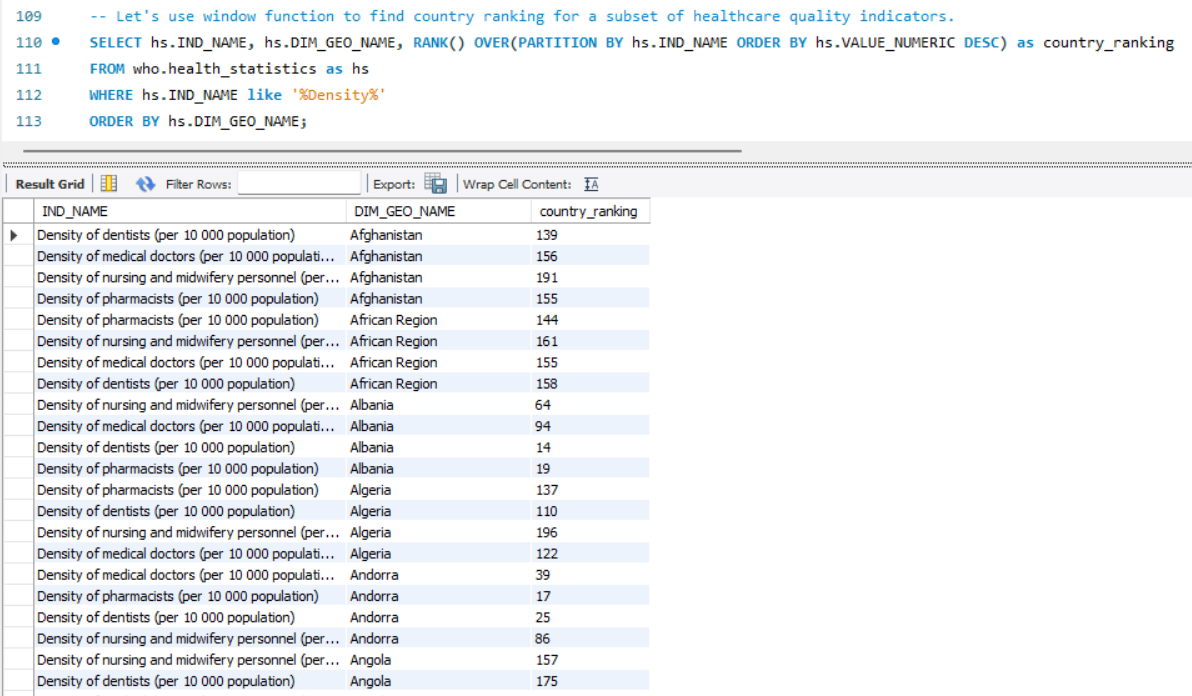 109 -- Let's use window function to find country ranking for a subset of healthcare quality indicators.
110 SELECT hs.IND_NAME, hs.DIM_GEO_NAME, RANK() OVER(PARTITION BY hs.IND_NAME ORDER BY hs.VALUE_NUMERIC DESC) as country_ranking
111 FROM who.health_statistics as hs
112 WHERE hs.IND_NAME like '%Density%'
113 ORDER BY hs.DIM_GEO_NAME;
Result Grid Filter Rows: Export: Wrap Cell Content: IA
IND_NAME DIM_GEO_NAME country_ranking
Density of dentists (per 10 000 population) Afghanistan 139
Density of medical doctors (per 10 000 populati... Afghanistan 156
Density of nursing and midwifery personnel (per... Afghanistan 191
Density of pharmacists (per 10 000 population) Afghanistan 155
Density of pharmacists (per 10 000 population) African Region 144
Density of nursing and midwifery personnel (per... African Region 161
Density of medical doctors (per 10 000 populati... African Region 155
Density of dentists (per 10 000 population) African Region 158
Density of nursing and midwifery personnel (per... Albania 64
Density of medical doctors (per 10 000 populati... Albania 94
Density of dentists (per 10 000 population) Albania 14
Density of pharmacists (per 10 000 population) Albania 19
Density of pharmacists (per 10 000 population) Algeria 137
Density of dentists (per 10 000 population) Algeria 110
Density of nursing and midwifery personnel (per... Algeria 196
Density of medical doctors (per 10 000 populati... Algeria 122
Density of medical doctors (per 10 000 populati... Andorra 39
Density of pharmacists (per 10 000 population) Andorra 17
Density of dentists (per 10 000 population) Andorra 25
Density of nursing and midwifery personnel (per... Andorra 86
Density of nursing and midwifery personnel (per... Angola 157
Density of dentists (per 10 000 population) Angola 175